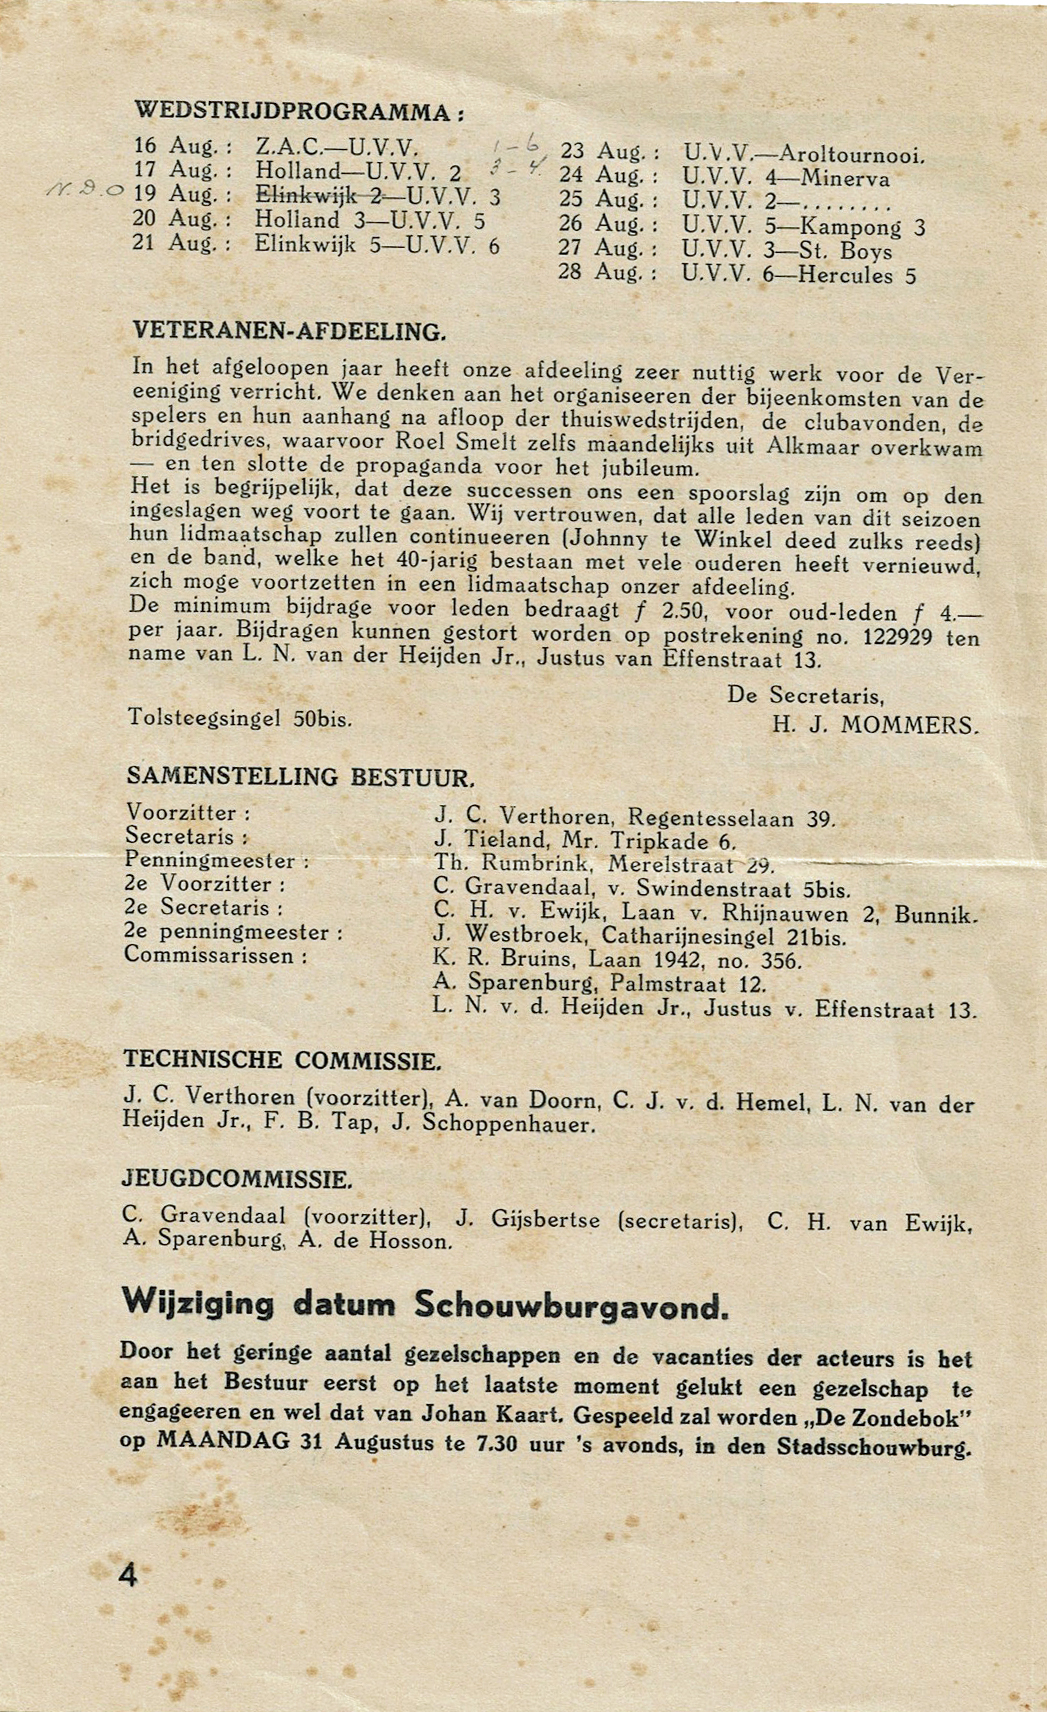 WEDSTRIJDPROGRAMMA :
16 Aug. : Z.A.C.—U.V.V. 1-6
17 Aug. : Holland—U.V.V. 2 3-4
N.D.O 19 Aug. : Elinkwijk 2—U.V.V. 3
20 Aug. : Holland 3—U.V.V. 5
21 Aug. : Elinkwijk 5—U.V.V. 6
23 Aug. : U.V.V.—Aroltournooi.
24 Aug. : U.V.V. 4—Minerva
25 Aug. : U.V.V. 2—........
26 Aug. : U.V.V. 5—Kampong 3
27 Aug. : U.V.V. 3—St. Boys
28 Aug. : U.V.V. 6—Hercules 5
VETERANEN-AFDEELING.
In het afgeloopen jaar heeft onze afdeeling zeer nuttig werk voor de Ver-
eeniging verricht. We denken aan het organiseeren der bijeenkomsten van de
spelers en hun aanhang na afloop der thuiswedstrijden, de clubavonden, de
bridgedrives, waarvoor Roel Smelt zelfs maandelijks uit Alkmaar overkwam
— en ten slotte de propaganda voor het jubileum.
Het is begrijpelijk, dat deze successen ons een spoorslag zijn om op den
ingeslagen weg voort te gaan. Wij vertrouwen, dat alle leden van dit seizoen
hun lidmaatschap zullen continueeren (Johnny te Winkel deed zulks reeds)
en de band, welke het 40-jarig bestaan met vele ouderen heeft vernieuwd,
zich moge voortzetten in een lidmaatschap onzer afdeeling.
De minimum bijdrage voor leden bedraagt ƒ 2.50, voor oud-leden ƒ 4.—
per jaar. Bijdragen kunnen gestort worden op postrekening no. 122929 ten
name van L. N. van der Heijden Jr., Justus van Effenstraat 13.
De Secretaris,
Tolsteegsingel 50bis. H. J. MOMMERS.
SAMENSTELLING BESTUUR.
Voorzitter : J. C. Verthoren, Regentesselaan 39.
Secretaris : J. Tieland, Mr. Tripkade 6.
Penningmeester : Th. Rumbrink, Merelstraat 29.
2e Voorzitter : C. Gravendaal, v. Swindenstraat 5bis.
2e Secretaris : C. H. v. Ewijk, Laan v. Rhijnauwen 2, Bunnik.
2e penningmeester : J. Westbroek, Catharijnesingel 21bis.
Commissarissen : K. R. Bruins, Laan 1942, no. 356.
A. Sparenburg, Palmstraat 12.
L. N. v. d. Heijden Jr., Justus v. Effenstraat 13.
TECHNISCHE COMMISSIE.
J. C. Verthoren (voorzitter), A. van Doorn, C. J. v. d. Hemel, L. N. van der
Heijden Jr., F. B. Tap, J. Schoppenhauer.
JEUGDCOMMISSIE.
C. Gravendaal (voorzitter), J. Gijsbertse (secretaris), C. H. van Ewijk,
A. Sparenburg, A. de Hosson.
Wijziging datum Schouwburgavond.
Door het geringe aantal gezelschappen en de vacanties der acteurs is het
aan het Bestuur eerst op het laatste moment gelukt een gezelschap te
engageeren en wel dat van Johan Kaart. Gespeeld zal worden „De Zondebok"
op MAANDAG 31 Augustus te 7.30 uur 's avonds, in den Stadsschouwburg.
4